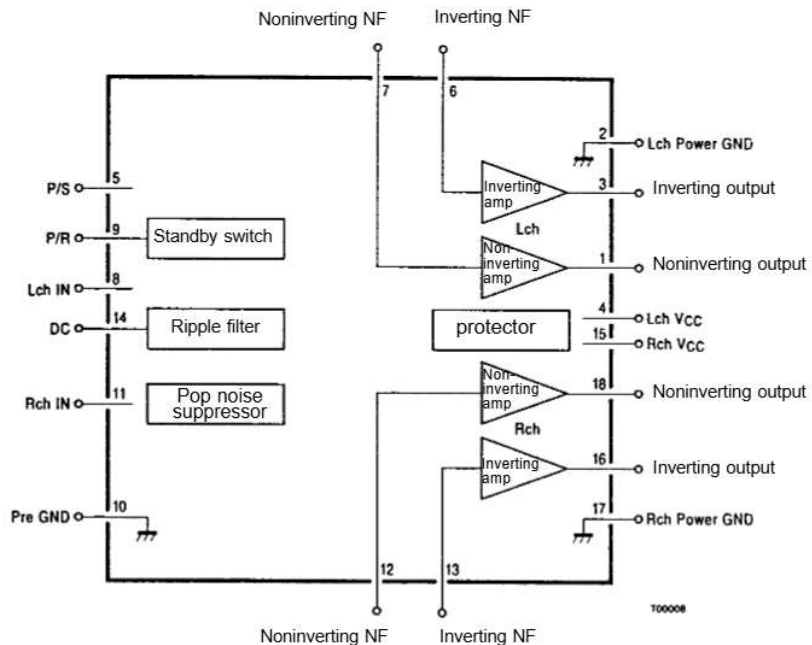 Noninverting NF
Inverting NF
7
6
2
Lch Power GND
5
P/S
Inverting
amp
3
Inverting output
Lch
9
P/R
Standby switch
Non-
inverting
amp
1
Noninverting output
8
Lch IN
4
Lch VCC
14
DC
Ripple filter
protector
15
Rch VCC
11
Rch IN
Pop noise
suppressor
Non-
inverting
amp
18
Noninverting output
Rch
Inverting
amp
16
Inverting output
10
Pre GND
17
Rch Power GND
12
13
T00008
Noninverting NF
Inverting NF